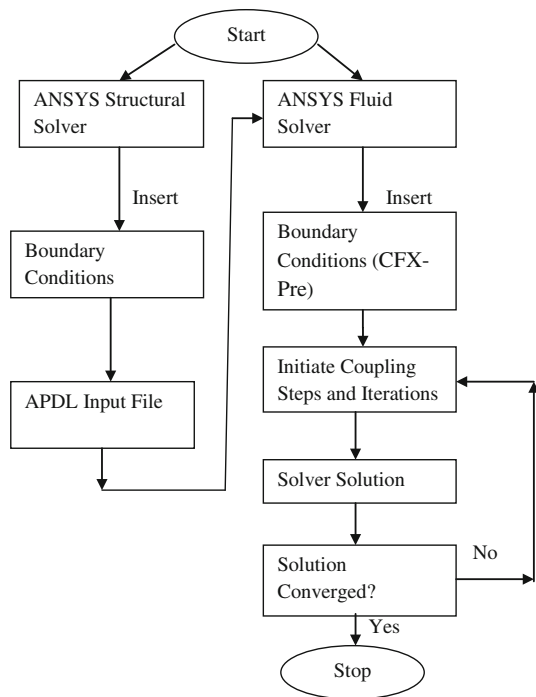 Start
ANSYS Structural
Solver
Insert
Boundary
Conditions
APDL Input File
ANSYS Fluid
Solver
Insert
Boundary
Conditions (CFX-
Pre)
Initiate Coupling
Steps and Iterations
Solver Solution
Solution
Converged?
No
Yes
Stop